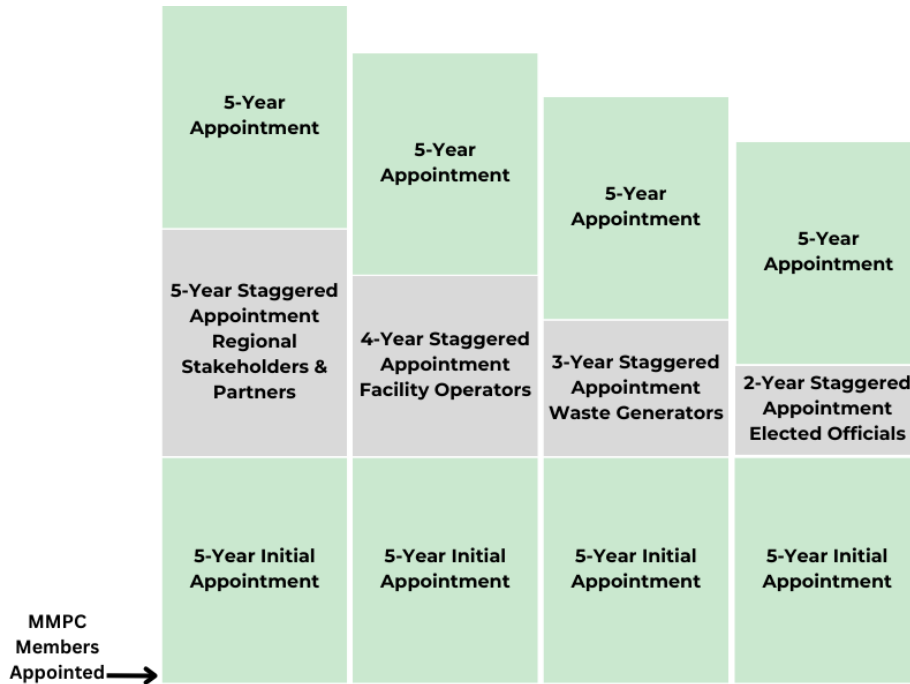 5-Year
Appointment
5-Year
Appointment
5-Year
Appointment
5-Year
Appointment
5-Year Staggered
Appointment
Regional
Stakeholders &
Partners
4-Year Staggered
Appointment
Facility Operators
3-Year Staggered
Appointment
Waste Generators
2-Year Staggered
Appointment
Elected Officials
5-Year Initial
Appointment
5-Year Initial
Appointment
5-Year Initial
Appointment
5-Year Initial
Appointment
MMPC
Members
Appointed